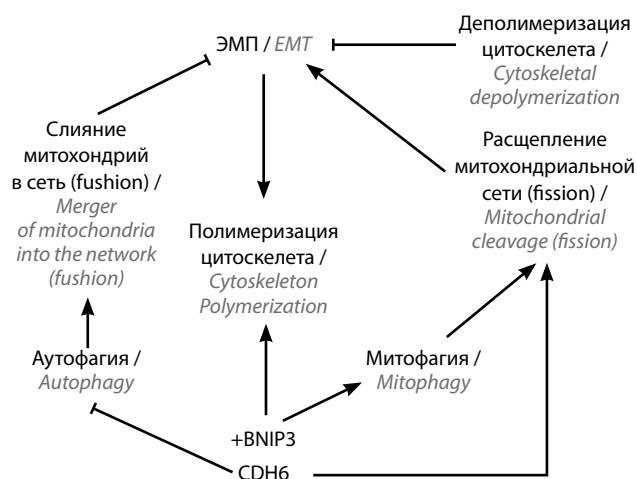 ЭМП / EMT
Деполимеризация
цитоскелета /
Cytoskeletal
depolymerization
Слияние
митохондрий
в сеть (fushion) /
Merger
of mitochondria
into the network
(fushion)
Расщепление
митохондриальной
сети (fission) /
Mitochondrial
cleavage (fission)
Полимеризация
цитоскелета /
Cytoskeleton
Polymerization
Аутофагия /
Autophagy
Митофагия /
Mitophagy
+BNIP3
CDH6